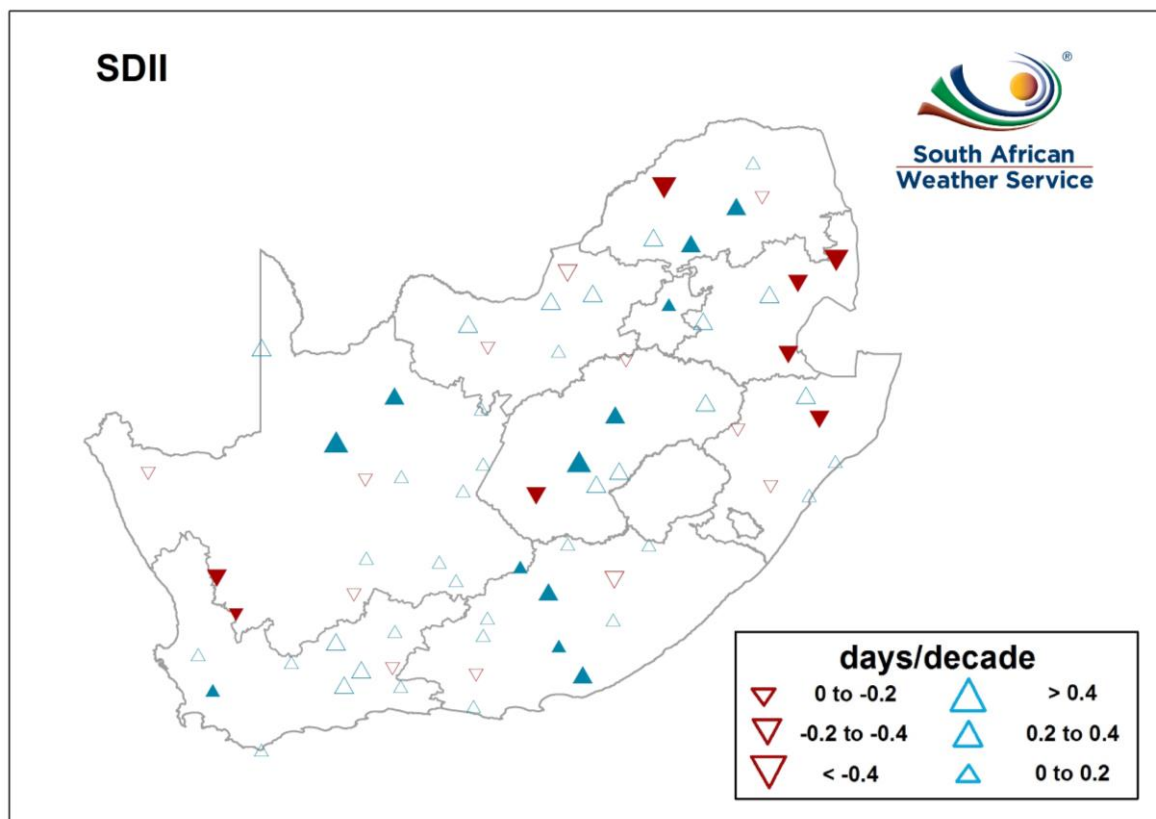 SDII
®
South African
Weather Service
days/decade
0 to -0.2
> 0.4
-0.2 to -0.4
0.2 to 0.4
< -0.4
0 to 0.2